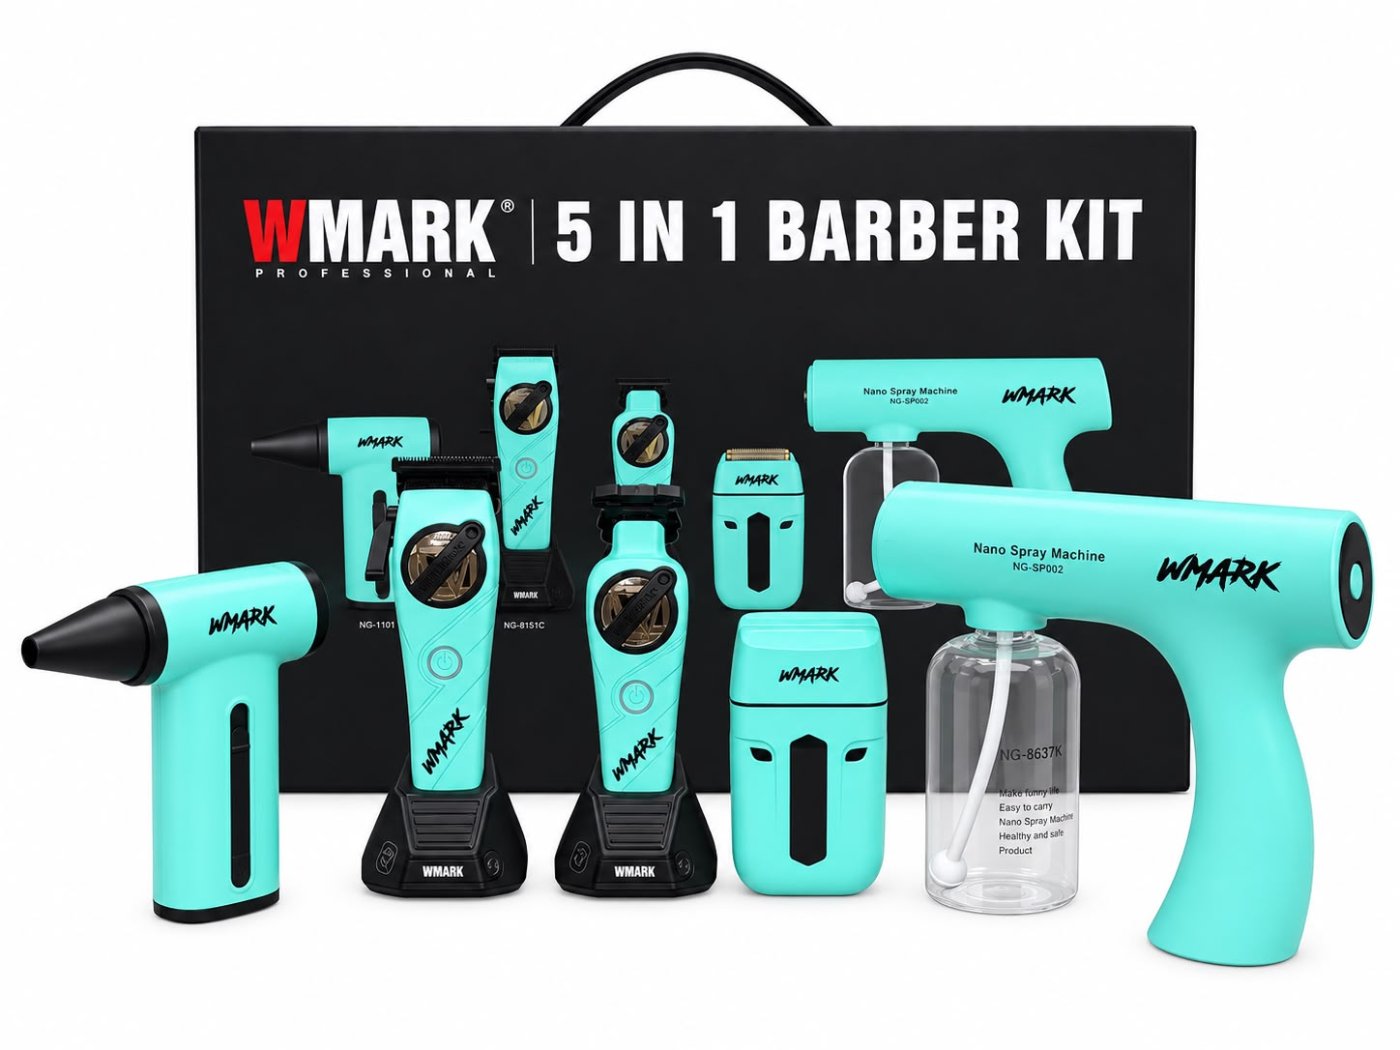 WMARK® | 5 IN 1 BARBER KIT
PROFESSIONAL
Nano Spray Machine
NG-SP002
WMARK
WMARK
WMARK
WMARK
WMARK
NG-1101
NG-8151C
Nano Spray Machine
NG-SP002
WMARK
WMARK
WMARK
WMARK
WMARK
NG-8637K
Make funny life
Easy to carry
Nano Spray Machine
Healthy and safe
Product
WMARK
WMARK